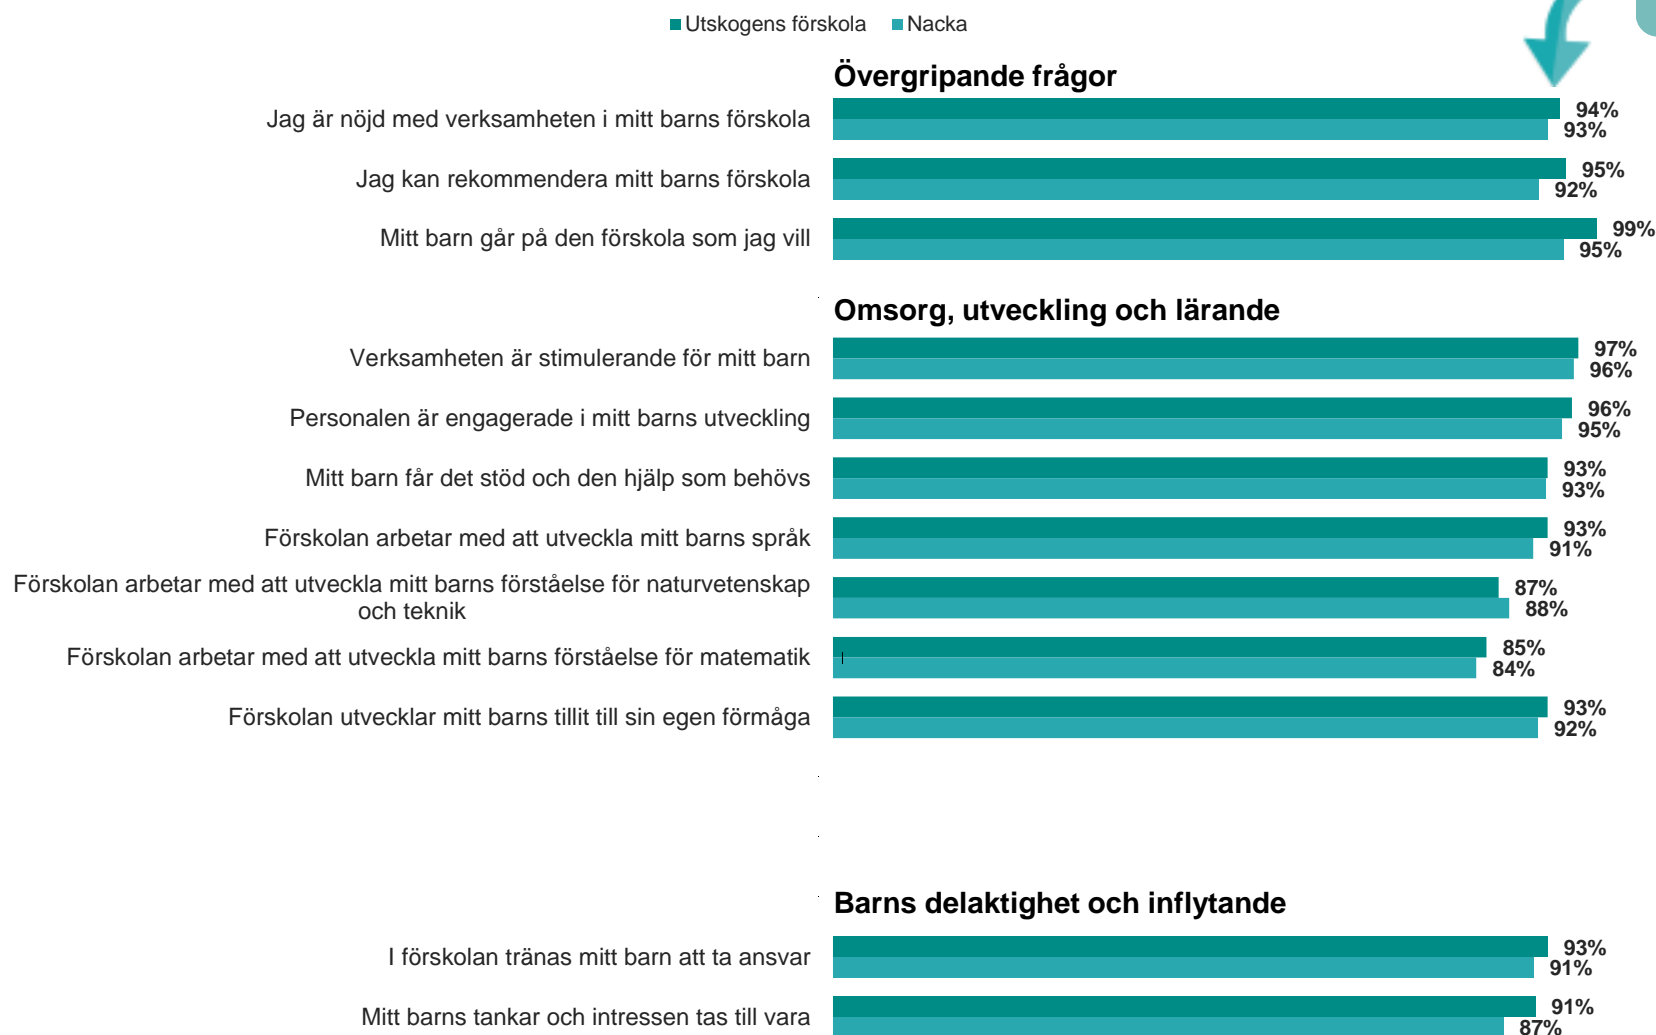 Utskogens förskola Nacka
Övergripande frågor
Jag är nöjd med verksamheten i mitt barns förskola 94%
93%
Jag kan rekommendera mitt barns förskola 95%
92%
Mitt barn går på den förskola som jag vill 99%
95%
Omsorg, utveckling och lärande
Verksamheten är stimulerande för mitt barn 97%
96%
Personalen är engagerade i mitt barns utveckling 96%
95%
Mitt barn får det stöd och den hjälp som behövs 93%
93%
Förskolan arbetar med att utveckla mitt barns språk 93%
91%
Förskolan arbetar med att utveckla mitt barns förståelse för naturvetenskap
och teknik
87%
88%
Förskolan arbetar med att utveckla mitt barns förståelse för matematik 85%
84%
Förskolan utvecklar mitt barns tillit till sin egen förmåga 93%
92%
Barns delaktighet och inflytande
I förskolan tränas mitt barn att ta ansvar 93%
91%
Mitt barns tankar och intressen tas till vara 91%
87%